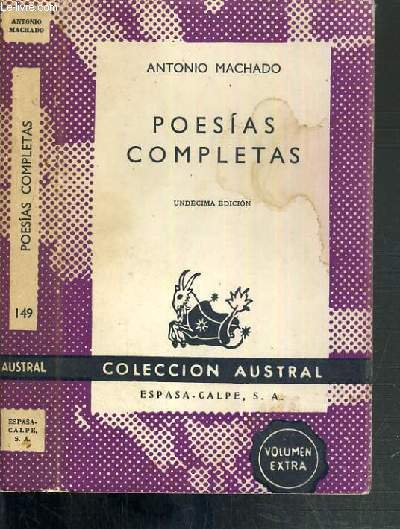 ANTONIO
MACHADO
POESÍAS COMPLETAS
149
AUSTRAL
ESPASA-
CALPE,
S. A.
ANTONIO MACHADO
POESÍAS
COMPLETAS
UNDÉCIMA EDICIÓN
COLECCION AUSTRAL
ESPASA-CALPE, S. A.
VOLUMEN
EXTRA